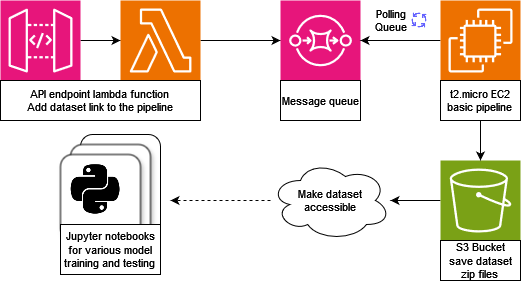 Polling
Queue
API endpoint lambda function
Add dataset link to the pipeline
Message queue
t2.micro EC2
basic pipeline
Make dataset
accessible
Jupyter notebooks
for various model
training and testing
S3 Bucket
save dataset
zip files